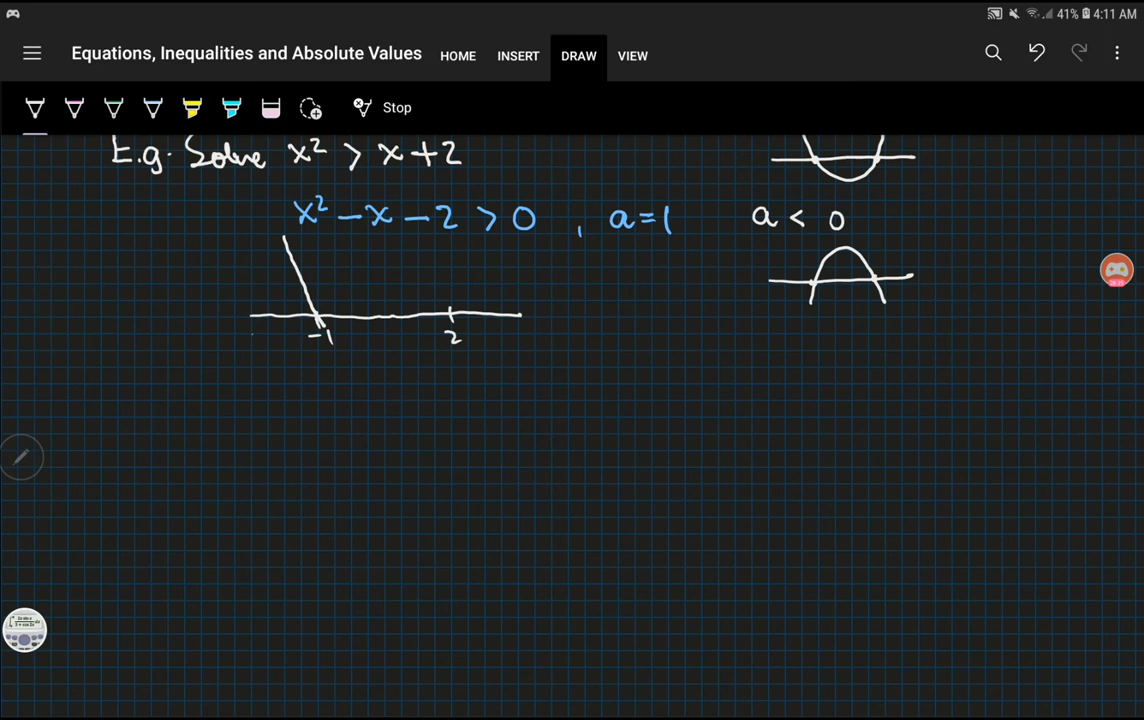 41% 4:11 AM
Equations, Inequalities and Absolute Values HOME INSERT DRAW VIEW
Stop
E.g. Solve x² > x + 2
x² - x - 2 > 0 , a = 1
a < 0
-1 2